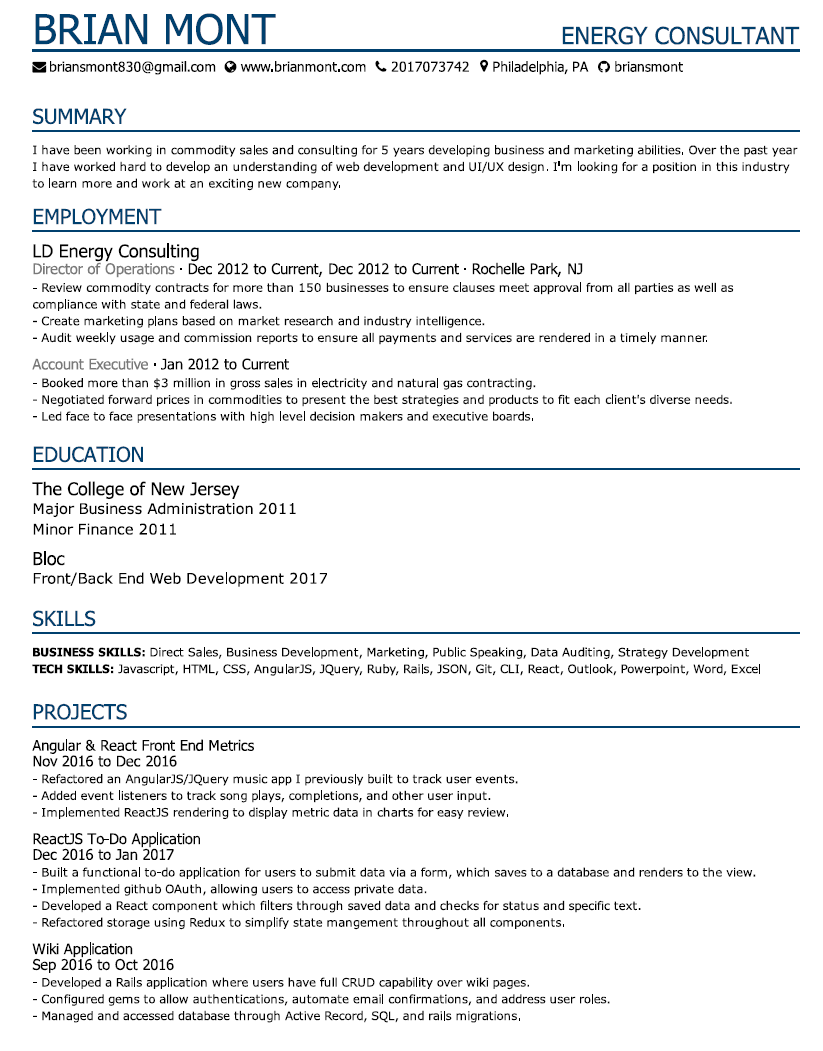 BRIAN MONT
ENERGY CONSULTANT
briansmont830@gmail.com www.brianmont.com 2017073742 Philadelphia, PA briansmont
SUMMARY
I have been working in commodity sales and consulting for 5 years developing business and marketing abilities. Over the past year
I have worked hard to develop an understanding of web development and UI/UX design. I'm looking for a position in this industry
to learn more and work at an exciting new company.
EMPLOYMENT
LD Energy Consulting
Director of Operations · Dec 2012 to Current, Dec 2012 to Current · Rochelle Park, NJ
- Review commodity contracts for more than 150 businesses to ensure clauses meet approval from all parties as well as
compliance with state and federal laws.
- Create marketing plans based on market research and industry intelligence.
- Audit weekly usage and commission reports to ensure all payments and services are rendered in a timely manner.
Account Executive · Jan 2012 to Current
- Booked more than $3 million in gross sales in electricity and natural gas contracting.
- Negotiated forward prices in commodities to present the best strategies and products to fit each client's diverse needs.
- Led face to face presentations with high level decision makers and executive boards.
EDUCATION
The College of New Jersey
Major Business Administration 2011
Minor Finance 2011
Bloc
Front/Back End Web Development 2017
SKILLS
BUSINESS SKILLS: Direct Sales, Business Development, Marketing, Public Speaking, Data Auditing, Strategy Development
TECH SKILLS: Javascript, HTML, CSS, AngularJS, JQuery, Ruby, Rails, JSON, Git, CLI, React, Outlook, Powerpoint, Word, Excel
PROJECTS
Angular & React Front End Metrics
Nov 2016 to Dec 2016
- Refactored an AngularJS/JQuery music app I previously built to track user events.
- Added event listeners to track song plays, completions, and other user input.
- Implemented ReactJS rendering to display metric data in charts for easy review.
ReactJS To-Do Application
Dec 2016 to Jan 2017
- Built a functional to-do application for users to submit data via a form, which saves to a database and renders to the view.
- Implemented github OAuth, allowing users to access private data.
- Developed a React component which filters through saved data and checks for status and specific text.
- Refactored storage using Redux to simplify state mangement throughout all components.
Wiki Application
Sep 2016 to Oct 2016
- Developed a Rails application where users have full CRUD capability over wiki pages.
- Configured gems to allow authentications, automate email confirmations, and address user roles.
- Managed and accessed database through Active Record, SQL, and rails migrations.